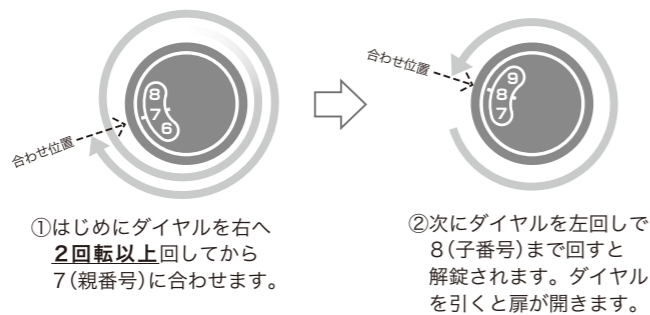 合わせ位置
8
7
6
①はじめにダイヤルを右へ
2回転以上回してから
7(親番号)に合わせます。
合わせ位置
9
8
7
②次にダイヤルを左回しで
8(子番号)まで回すと
解錠されます。ダイヤル
を引くと扉が開きます。